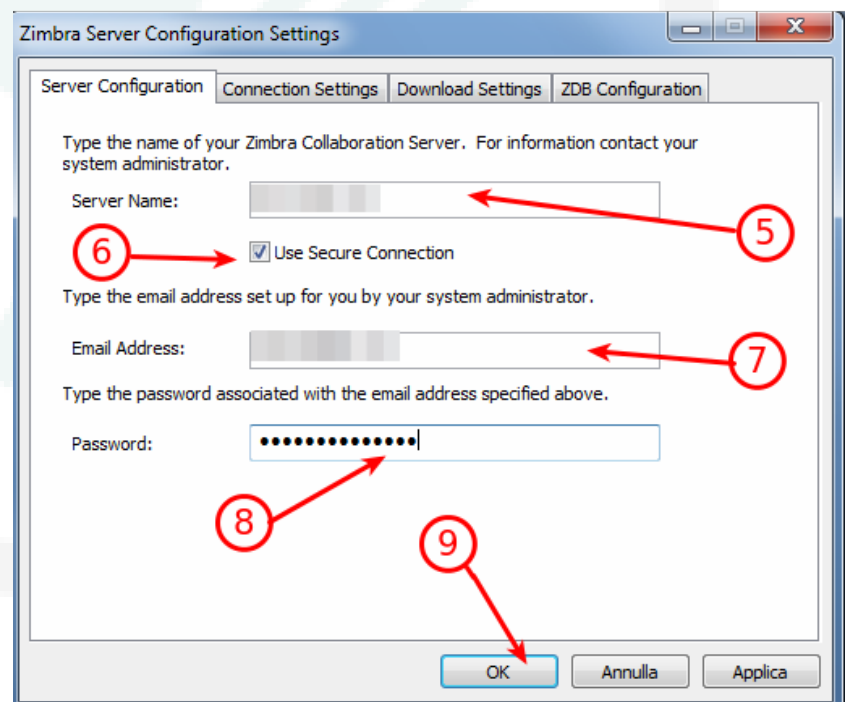 Zimbra Server Configuration Settings
Server Configuration Connection Settings Download Settings ZDB Configuration
Type the name of your Zimbra Collaboration Server. For information contact your
system administrator.
Server Name:
5
6
Use Secure Connection
Type the email address set up for you by your system administrator.
Email Address:
7
Type the password associated with the email address specified above.
Password: ••••••••••••••
8
9
OK Annulla Applica